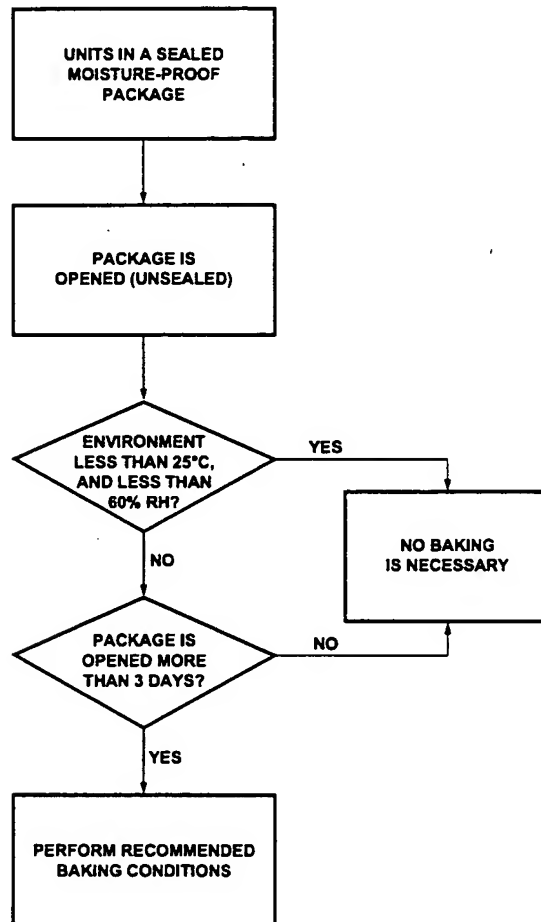 UNITS IN A SEALED
MOISTURE-PROOF
PACKAGE
PACKAGE IS
OPENED (UNSEALED)
ENVIRONMENT
LESS THAN 25°C,
AND LESS THAN
60% RH?
YES
NO BAKING
IS NECESSARY
NO
PACKAGE IS
OPENED MORE
THAN 3 DAYS?
NO
YES
PERFORM RECOMMENDED
BAKING CONDITIONS